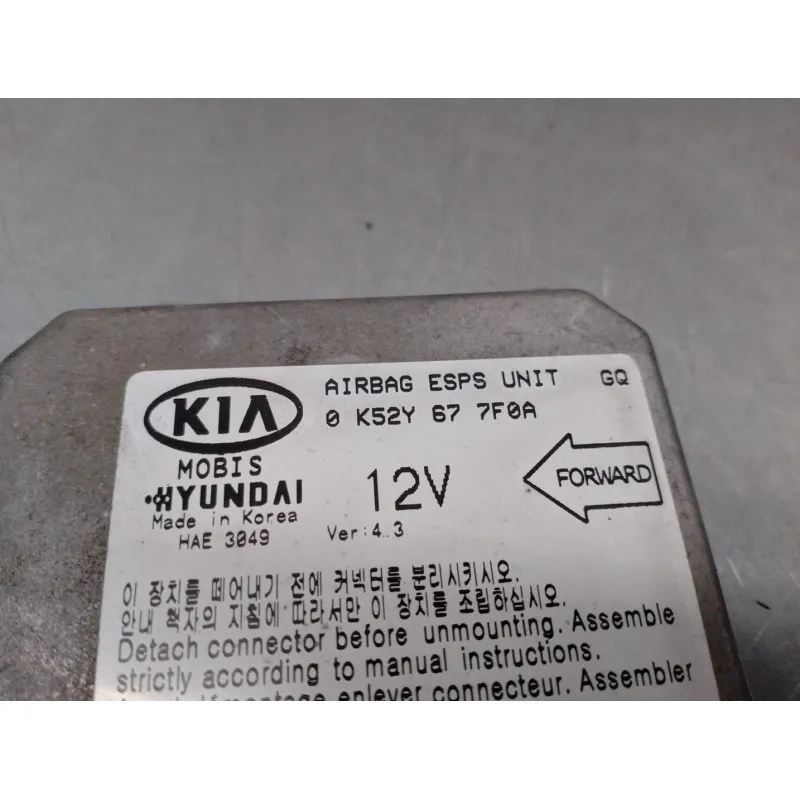 KIA
AIRBAG ESPS UNIT GQ
0 K52Y 67 7F0A
MOBIS
HYUNDAI
Made in Korea
HAE 3049
12V
Ver:4.3
FORWARD
이 장치를 떼어내기 전에 커넥터를 분리시키시오.
안내 책자의 지침에 따라서만 이 장치를 조립하십시오.
Detach connector before unmounting. Assemble
strictly according to manual instructions.
enlever connecteur. Assembler